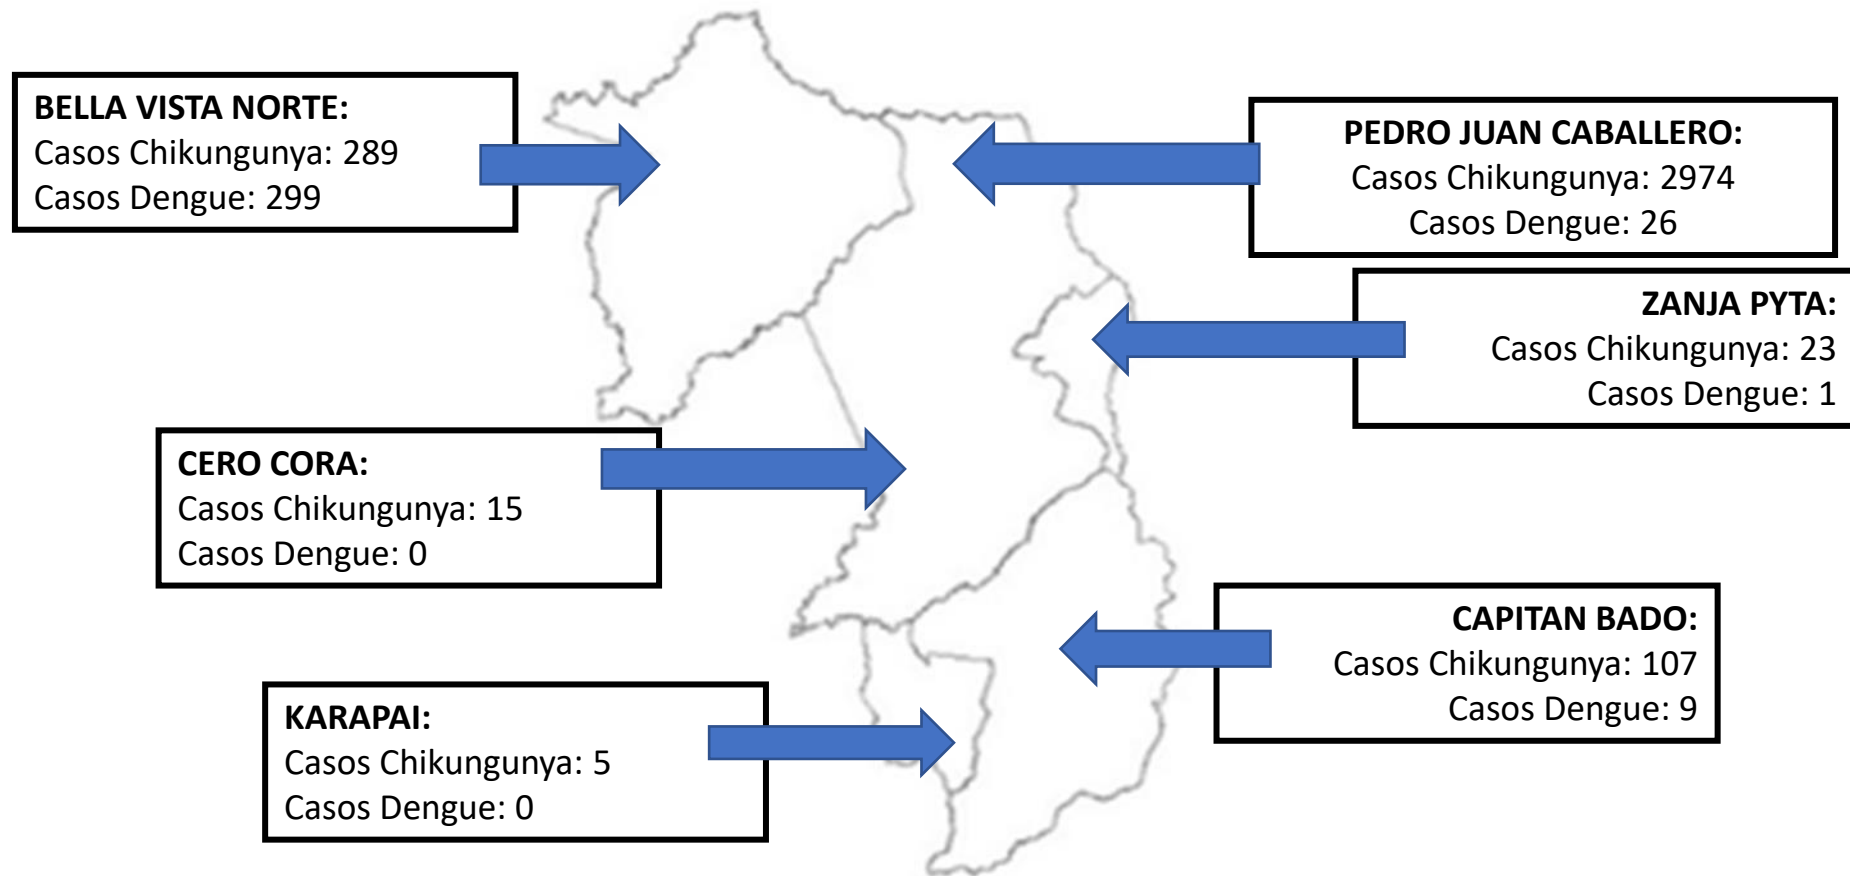 BELLA VISTA NORTE:
Casos Chikungunya: 289
Casos Dengue: 299
PEDRO JUAN CABALLERO:
Casos Chikungunya: 2974
Casos Dengue: 26
ZANJA PYTA:
Casos Chikungunya: 23
Casos Dengue: 1
CERO CORA:
Casos Chikungunya: 15
Casos Dengue: 0
CAPITAN BADO:
Casos Chikungunya: 107
Casos Dengue: 9
KARAPAI:
Casos Chikungunya: 5
Casos Dengue: 0